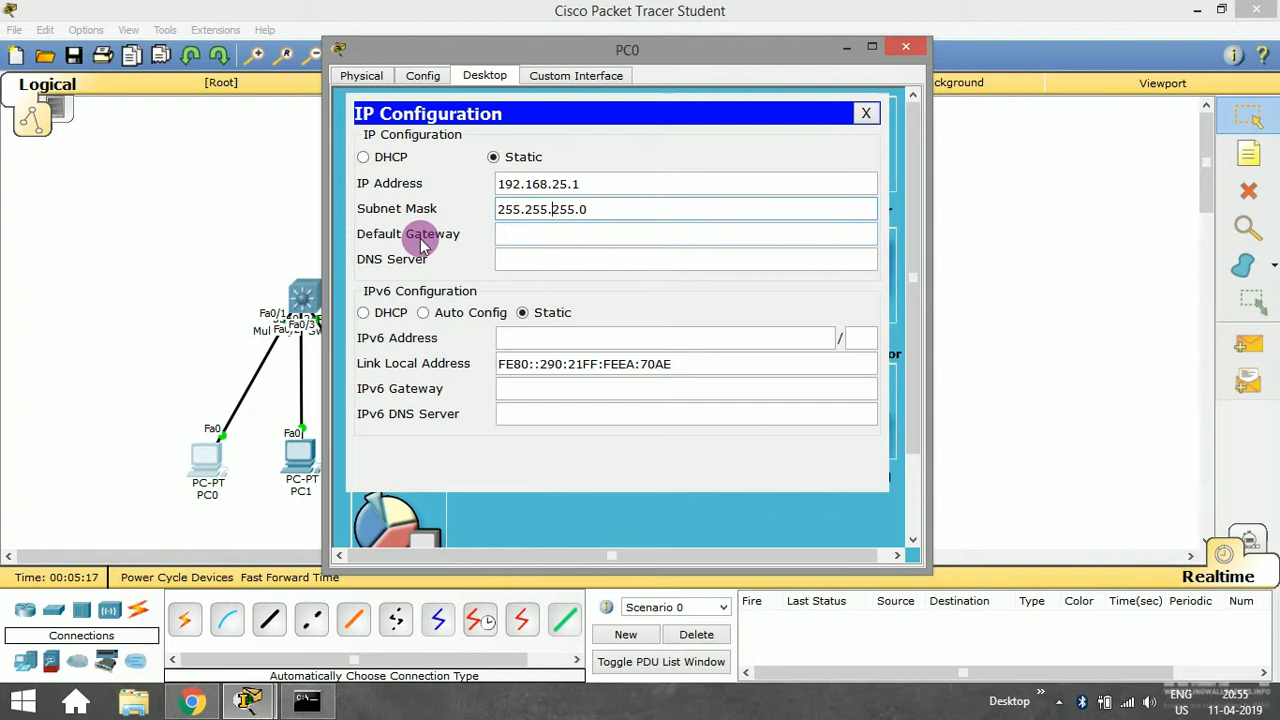 Cisco Packet Tracer Student
File Edit Options View Tools Extensions Help
PC0
Logical
[Root]
ackground
Viewport
Physical
Config
Desktop
Custom Interface
IP Configuration
X
IP Configuration
DHCP
Static
IP Address
192.168.25.1
Subnet Mask
255.255.255.0
Default Gateway
DNS Server
IPv6 Configuration
DHCP
Auto Config
Static
IPv6 Address
/
Link Local Address
FE80::290:21FF:FEEA:70AE
IPv6 Gateway
IPv6 DNS Server
or
Fa0/1
Fa0/3
Mul
Fa0
PC-PT
PC0
Fa0
PC-PT
PC1
Time: 00:05:17
Power Cycle Devices Fast Forward Time
Realtime
Connections
Automatically Choose Connection Type
Scenario 0
New
Delete
Toggle PDU List Window
Fire Last Status Source Destination Type Color Time(sec) Periodic Num
Desktop
ENG
US
20:55
11-04-2019